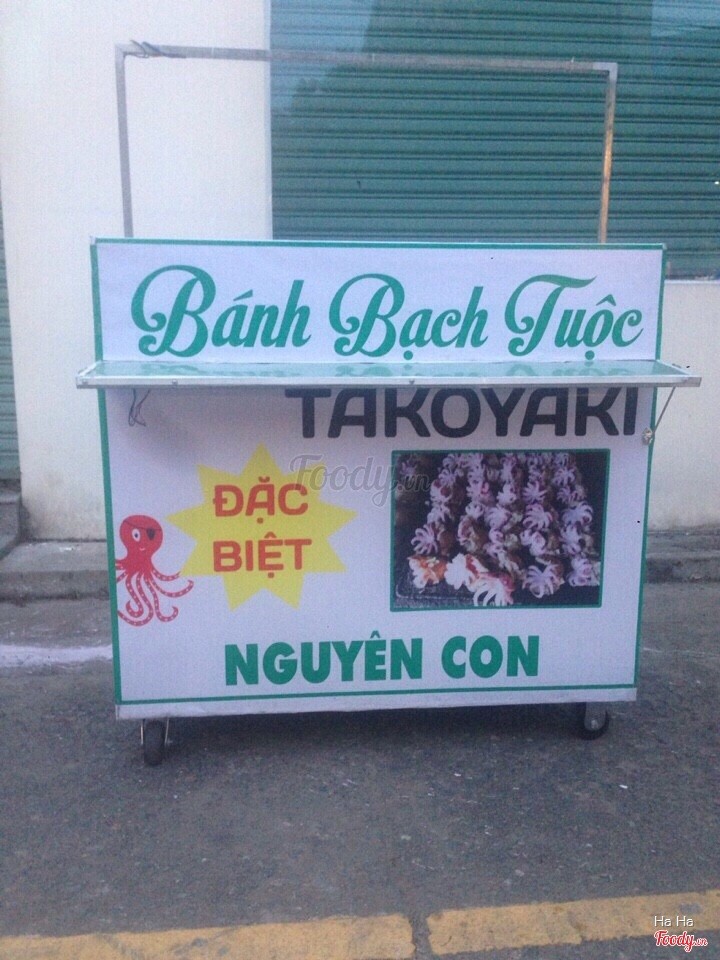 Bánh Bạch Tuộc
TAKOYAKI
Foody.vn
ĐẶC
BIỆT
NGUYÊN CON
Ha Ha
Foody.vn